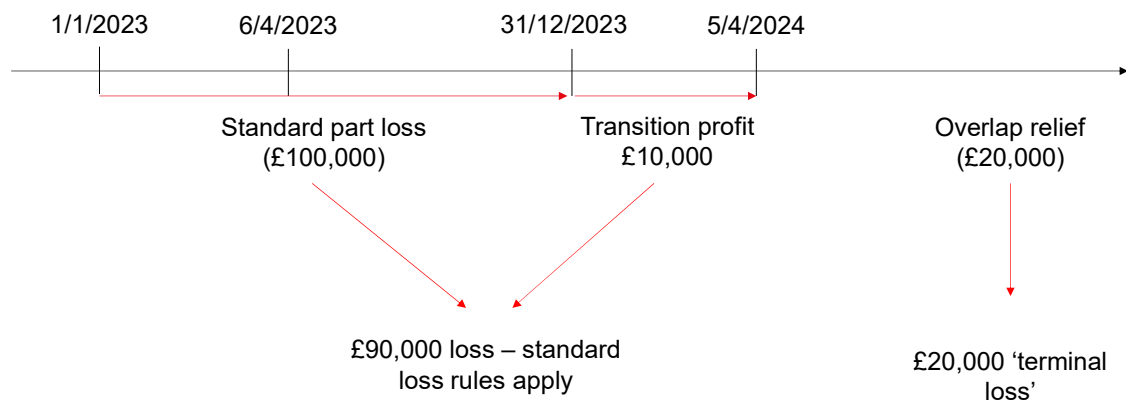 1/1/2023
6/4/2023
31/12/2023
5/4/2024
Standard part loss
(£100,000)
Transition profit
£10,000
Overlap relief
(£20,000)
£90,000 loss – standard
loss rules apply
£20,000 ‘terminal
loss’